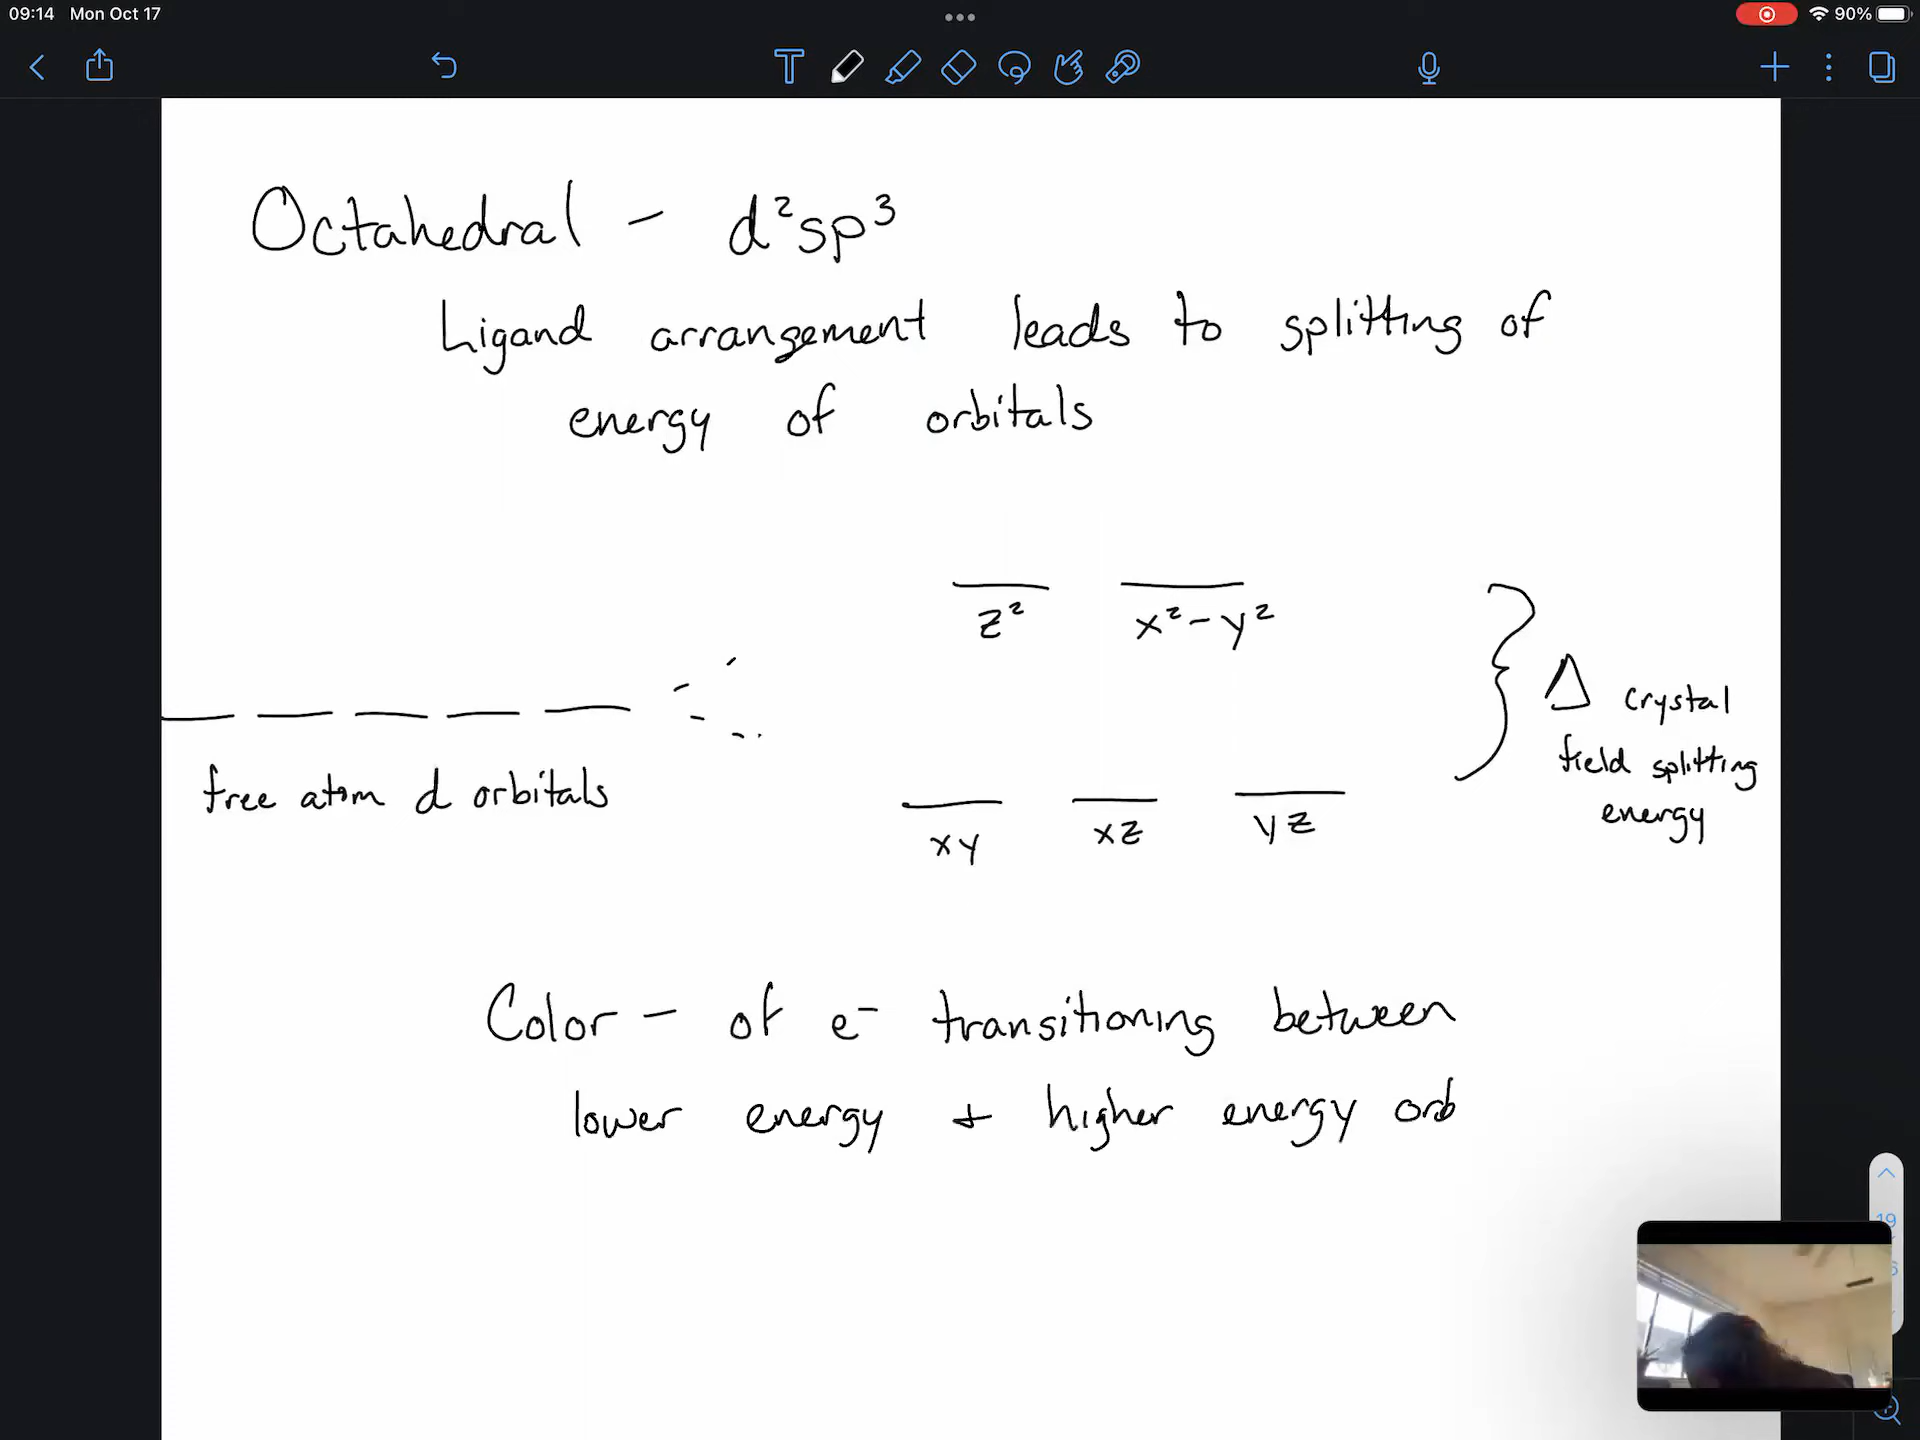 09:14 Mon Oct 17
90%
T
Octahedral – d²sp³
Ligand arrangement leads to splitting of
energy of orbitals
z² x²-y²
Δ crystal
field splitting
energy
free atom d orbitals
xy xz yz
Color – of e⁻ transitioning between
lower energy + higher energy orb
19